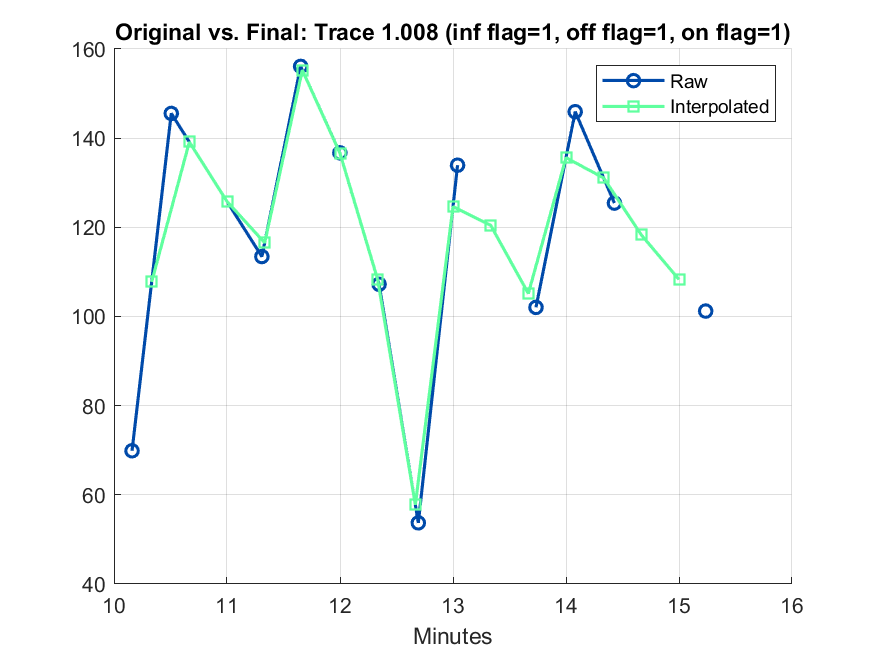 Original vs. Final: Trace 1.008 (inf flag=1, off flag=1, on flag=1)
160
140
120
100
80
60
40
Raw
Interpolated
10 11 12 13 14 15 16
Minutes